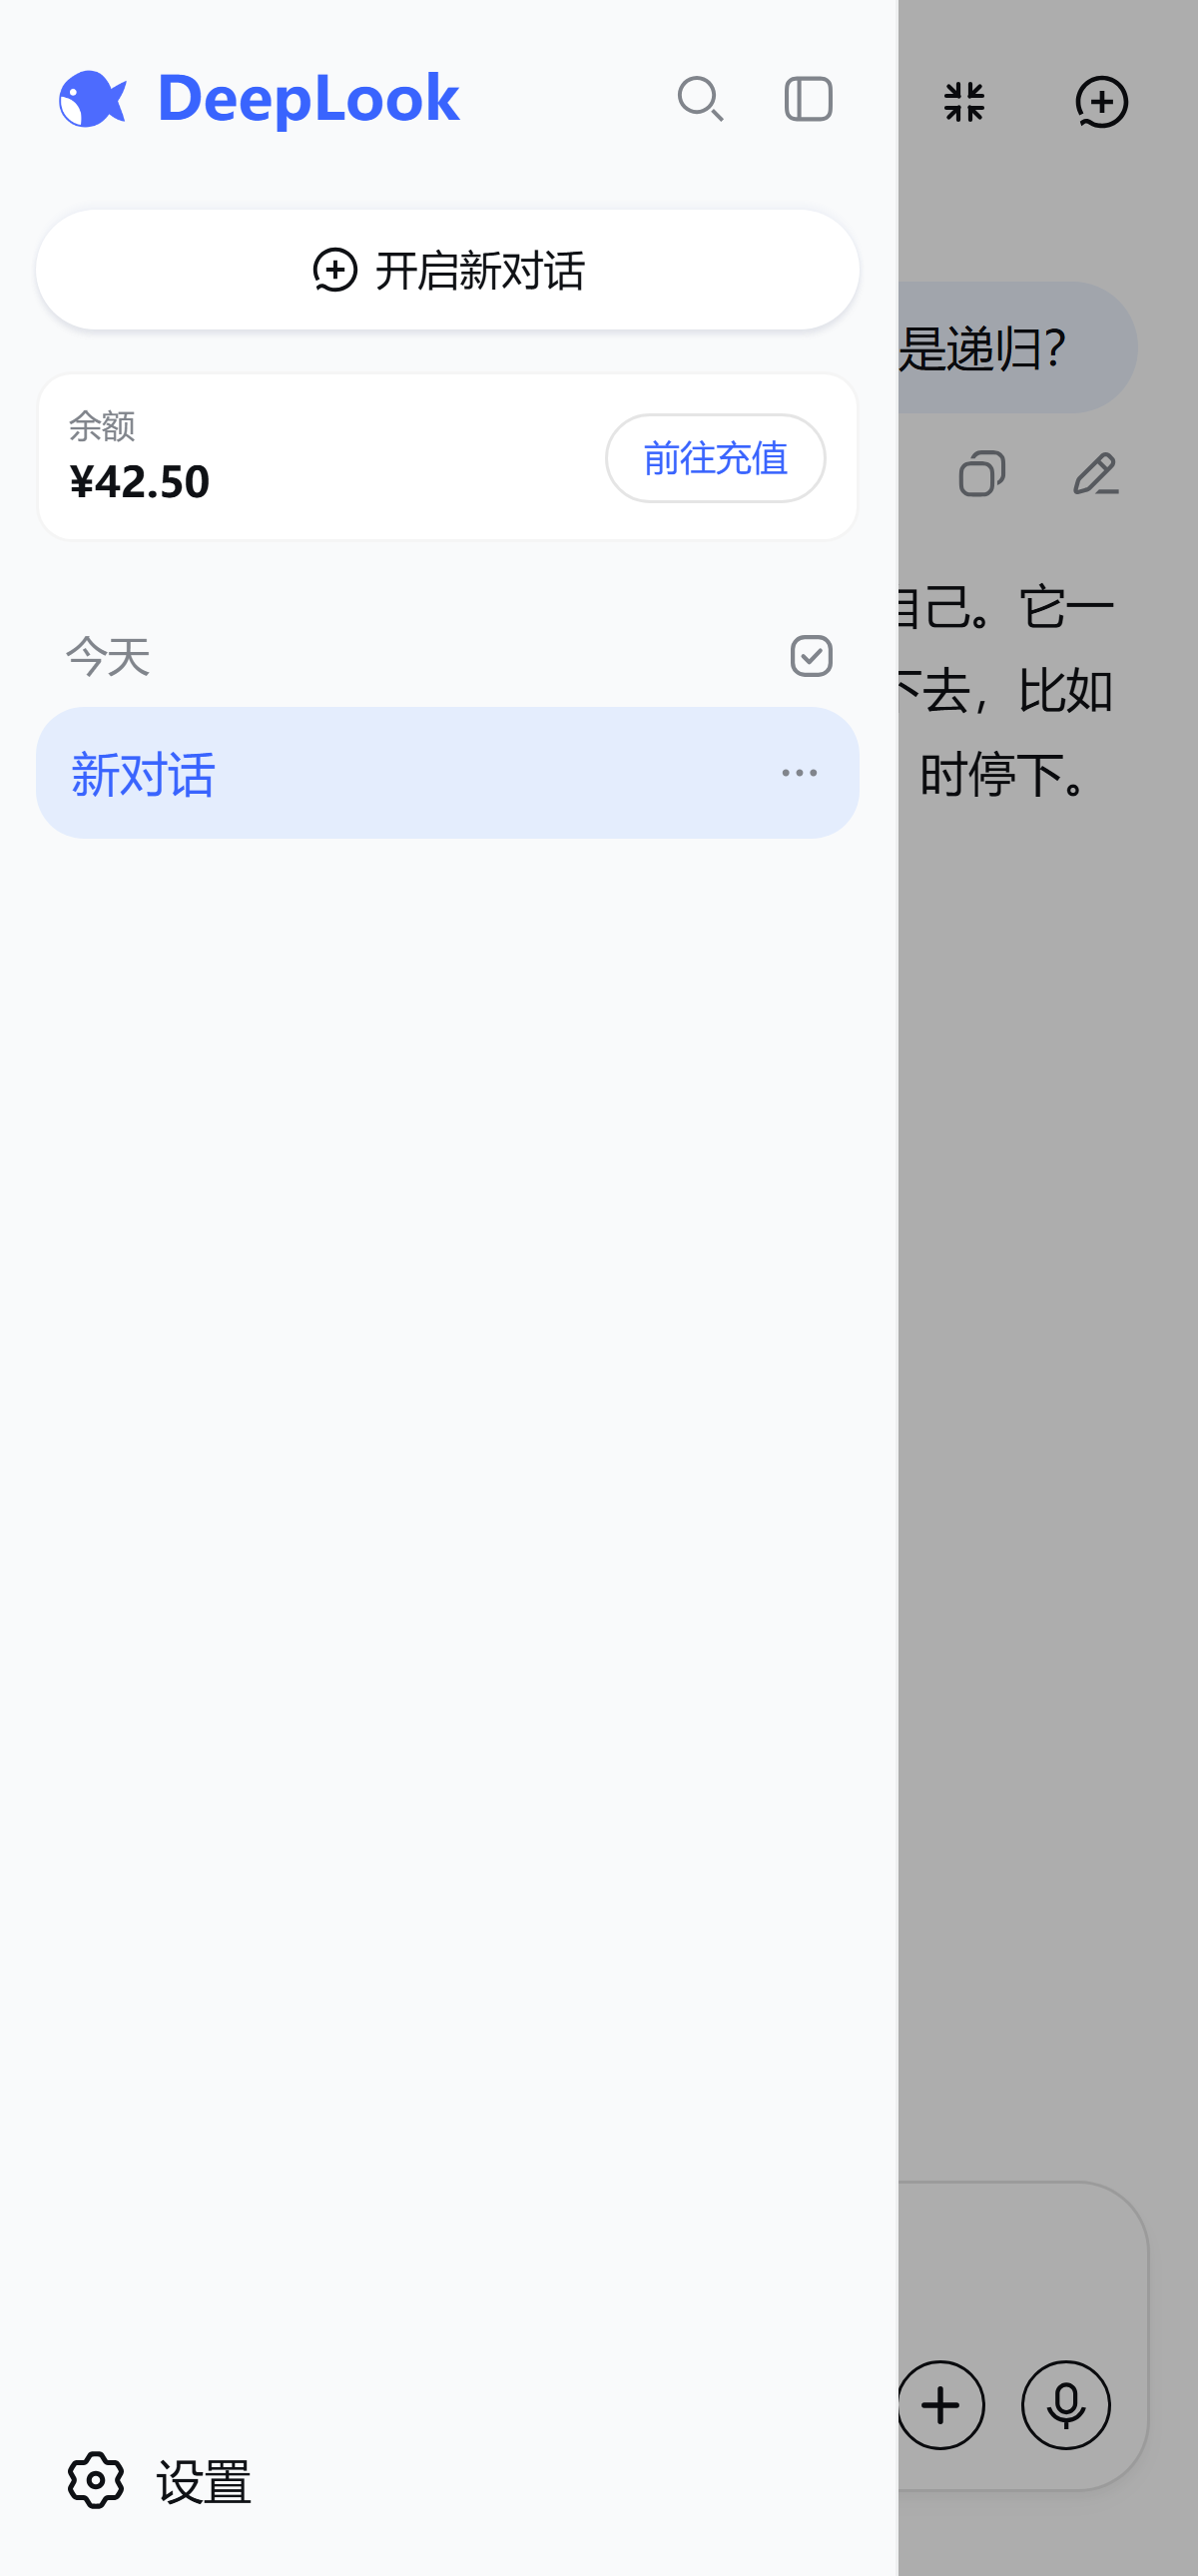 DeepLook
开启新对话
余额
¥42.50
前往充值
今天
新对话
设置
是递归？
自己。它一
下去，比如
时停下。